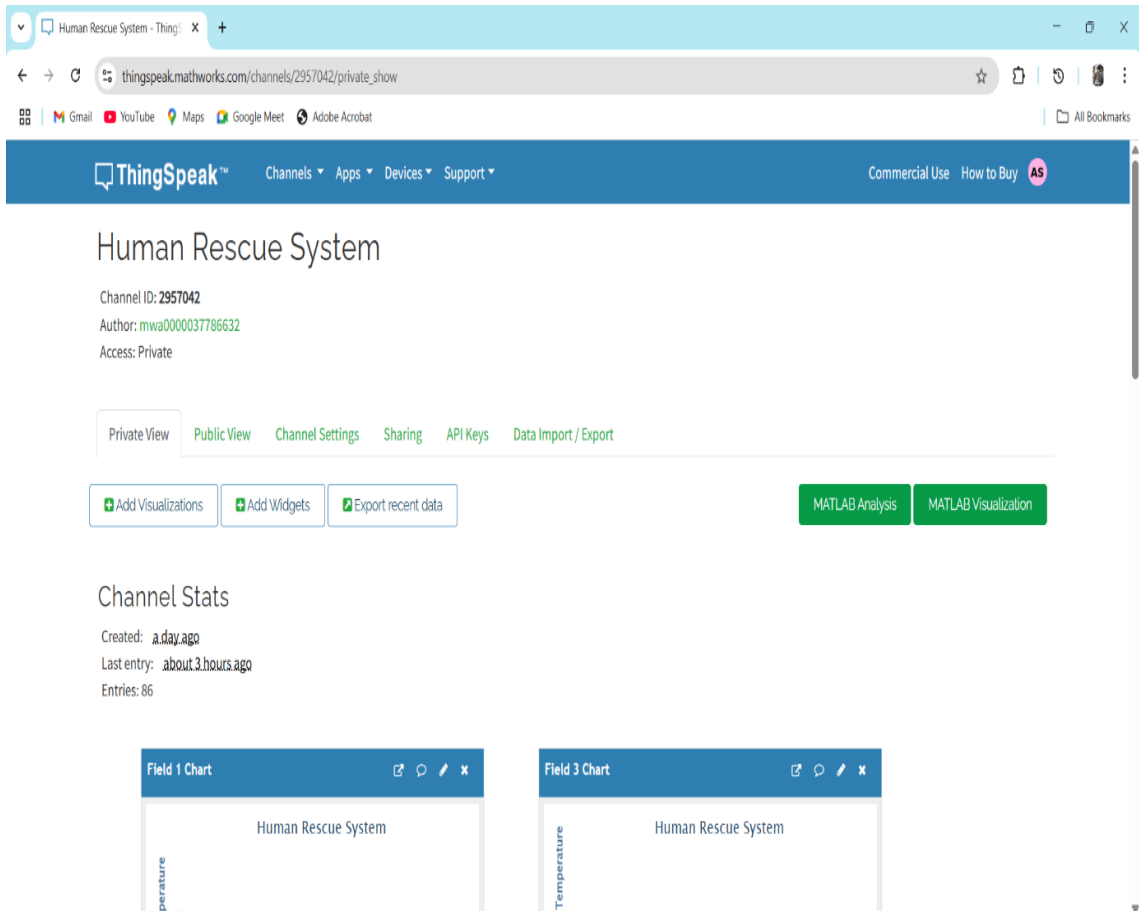 Human Rescue System - ThingS
thingspeak.mathworks.com/channels/2957042/private_show
Gmail YouTube Maps Google Meet Adobe Acrobat All Bookmarks
ThingSpeak™ Channels Apps Devices Support Commercial Use How to Buy AS
Human Rescue System
Channel ID: 2957042
Author: mwa0000037786632
Access: Private
Private View Public View Channel Settings Sharing API Keys Data Import / Export
Add Visualizations Add Widgets Export recent data MATLAB Analysis MATLAB Visualization
Channel Stats
Created: a day ago
Last entry: about 3 hours ago
Entries: 86
Field 1 Chart Field 3 Chart
Human Rescue System Human Rescue System
perature Temperature